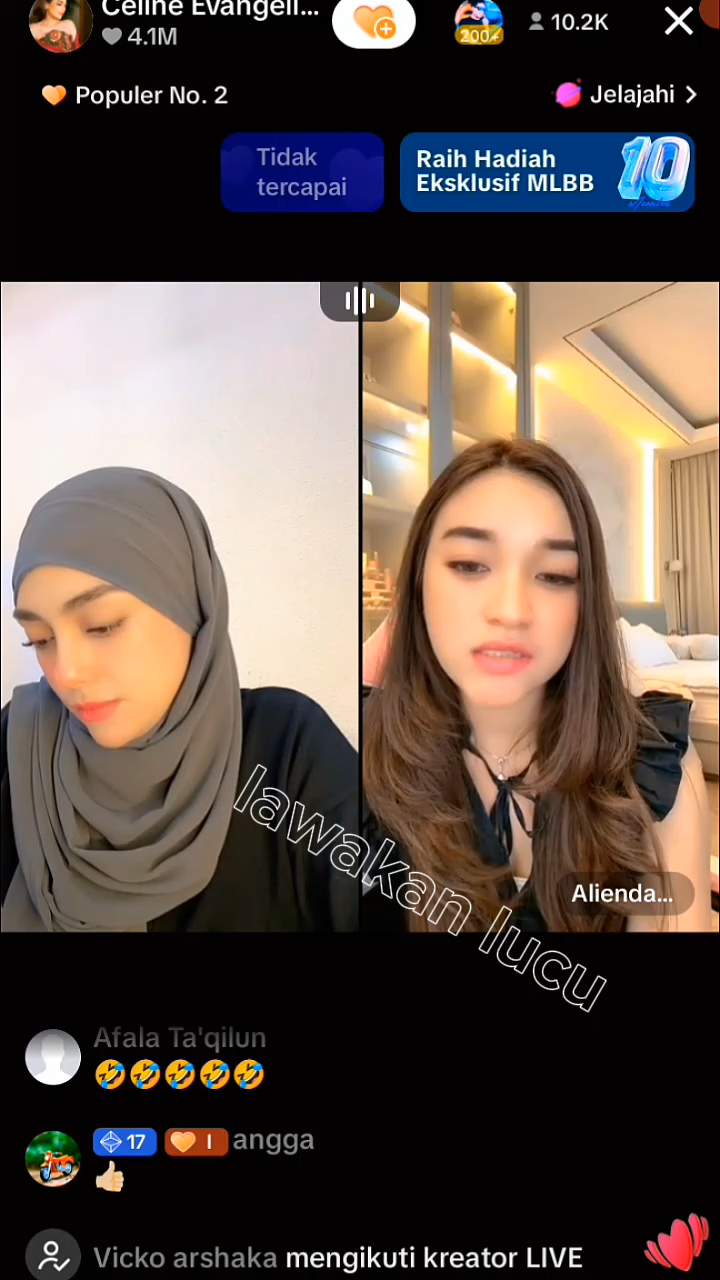 Celine Evangeli...
4.1M
200+
10.2K
Populer No. 2
Jelajahi
Tidak
tercapai
Raih Hadiah
Eksklusif MLBB
10
lawakan lucu
Alienda...
Afala Ta'qilun
🤣🤣🤣🤣🤣
17
I
angga
👍🏼
Vicko arshaka mengikuti kreator LIVE